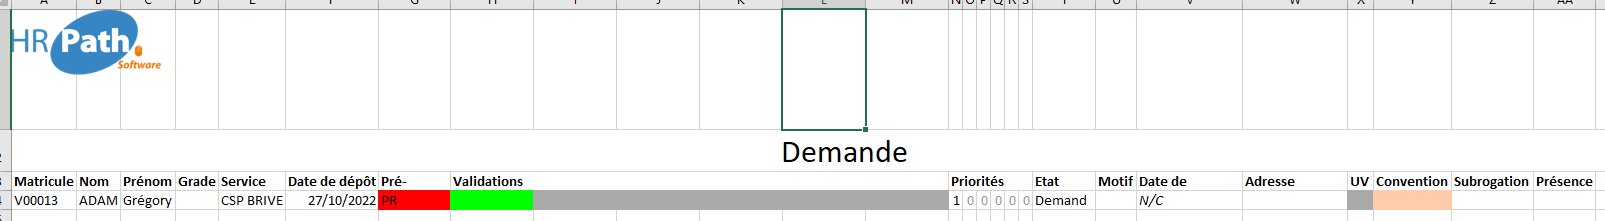 A B C D E F G H I J K L M N O P Q R S T U V W X Y Z AA
HR Path
Software
Demande
Matricule Nom Prénom Grade Service Date de dépôt Pré- Validations Priorités Etat Motif Date de Adresse UV Convention Subrogation Présence
V00013 ADAM Grégory CSP BRIVE 27/10/2022 PR 1 0 0 0 0 0 Demand N/C